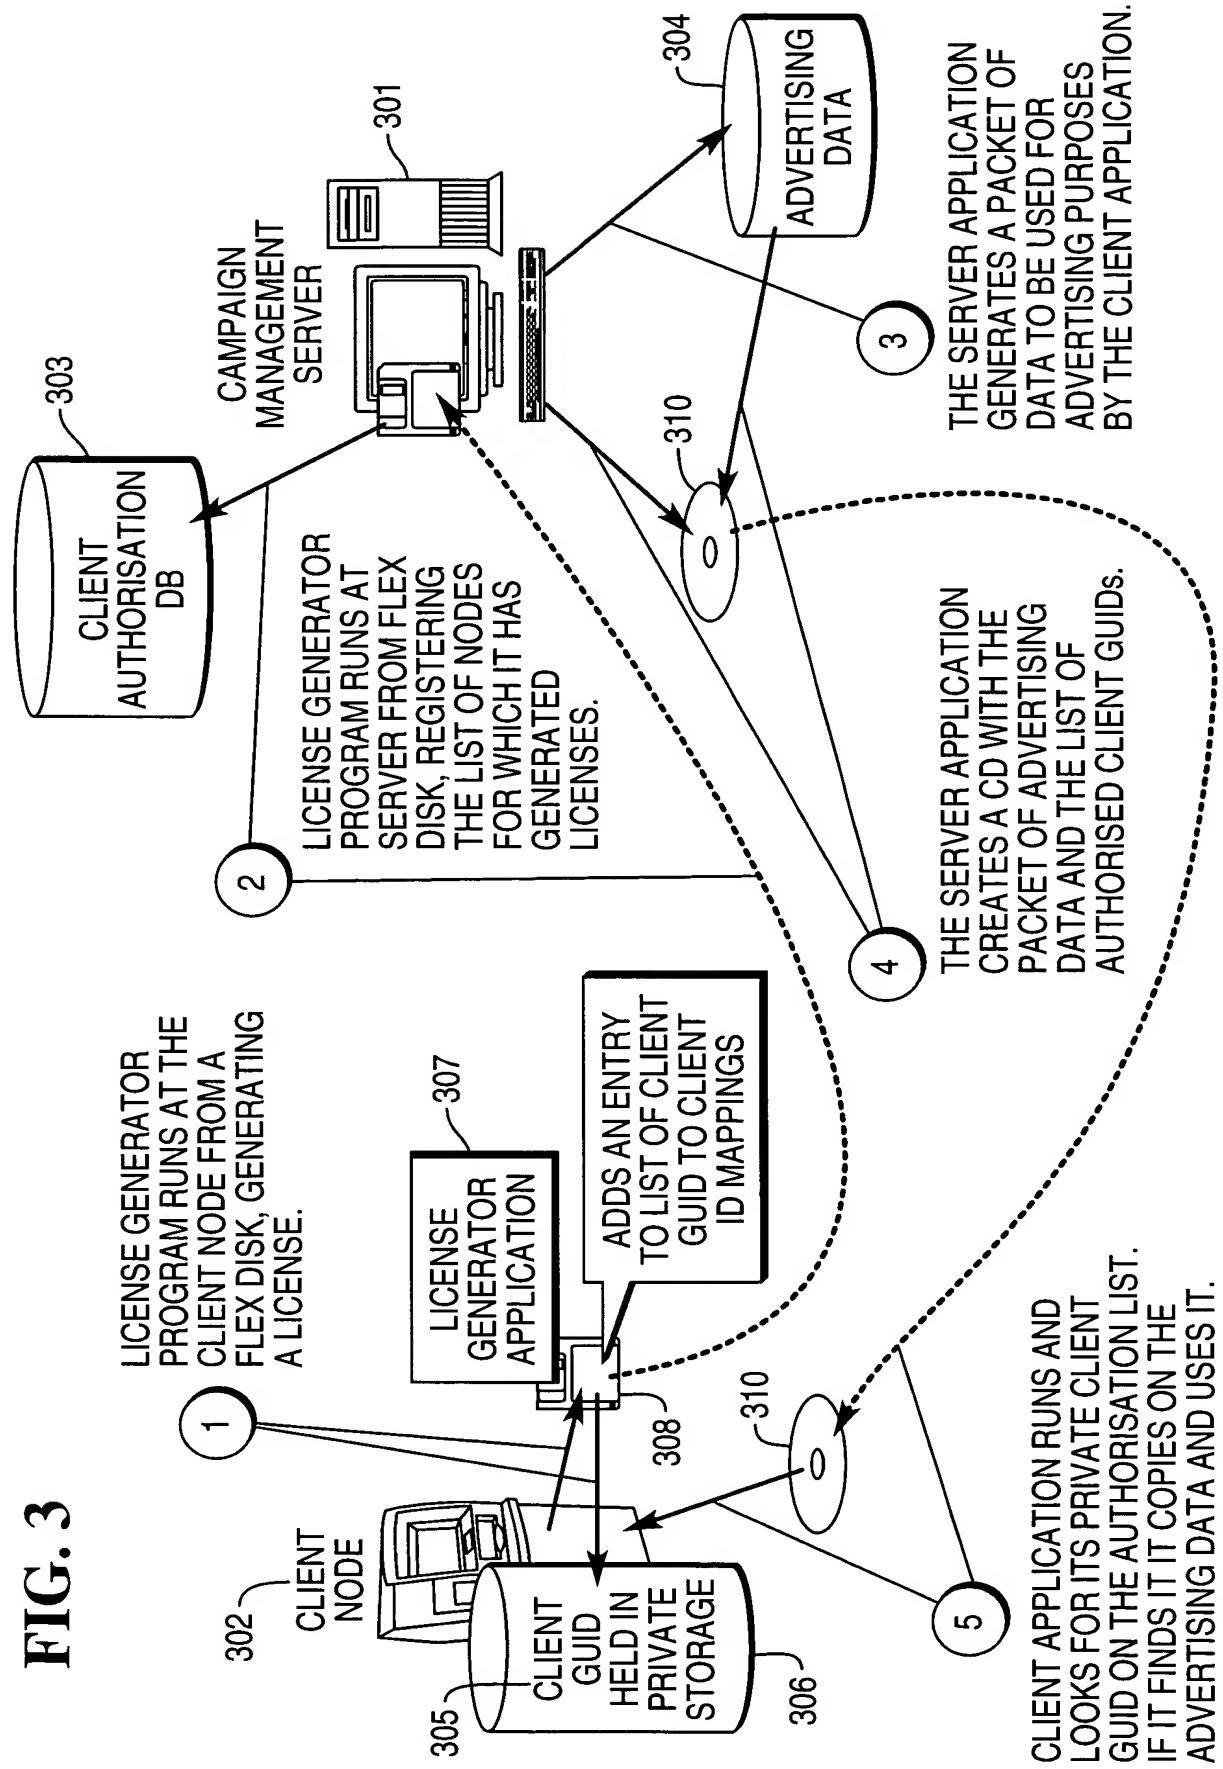 FIG. 3
302
CLIENT
NODE
305
CLIENT
GUID
HELD IN
PRIVATE
STORAGE
306
1
LICENSE GENERATOR
PROGRAM RUNS AT THE
CLIENT NODE FROM A
FLEX DISK, GENERATING
A LICENSE.
LICENSE
GENERATOR
APPLICATION
307
308
ADDS AN ENTRY
TO LIST OF CLIENT
GUID TO CLIENT
ID MAPPINGS
310
5
CLIENT APPLICATION RUNS AND
LOOKS FOR ITS PRIVATE CLIENT
GUID ON THE AUTHORISATION LIST.
IF IT FINDS IT IT COPIES ON THE
ADVERTISING DATA AND USES IT.
2
LICENSE GENERATOR
PROGRAM RUNS AT
SERVER FROM FLEX
DISK, REGISTERING
THE LIST OF NODES
FOR WHICH IT HAS
GENERATED
LICENSES.
CLIENT
AUTHORISATION
DB
303
CAMPAIGN
MANAGEMENT
SERVER
301
304
ADVERTISING
DATA
310
4
THE SERVER APPLICATION
CREATES A CD WITH THE
PACKET OF ADVERTISING
DATA AND THE LIST OF
AUTHORISED CLIENT GUIDs.
3
THE SERVER APPLICATION
GENERATES A PACKET OF
DATA TO BE USED FOR
ADVERTISING PURPOSES
BY THE CLIENT APPLICATION.